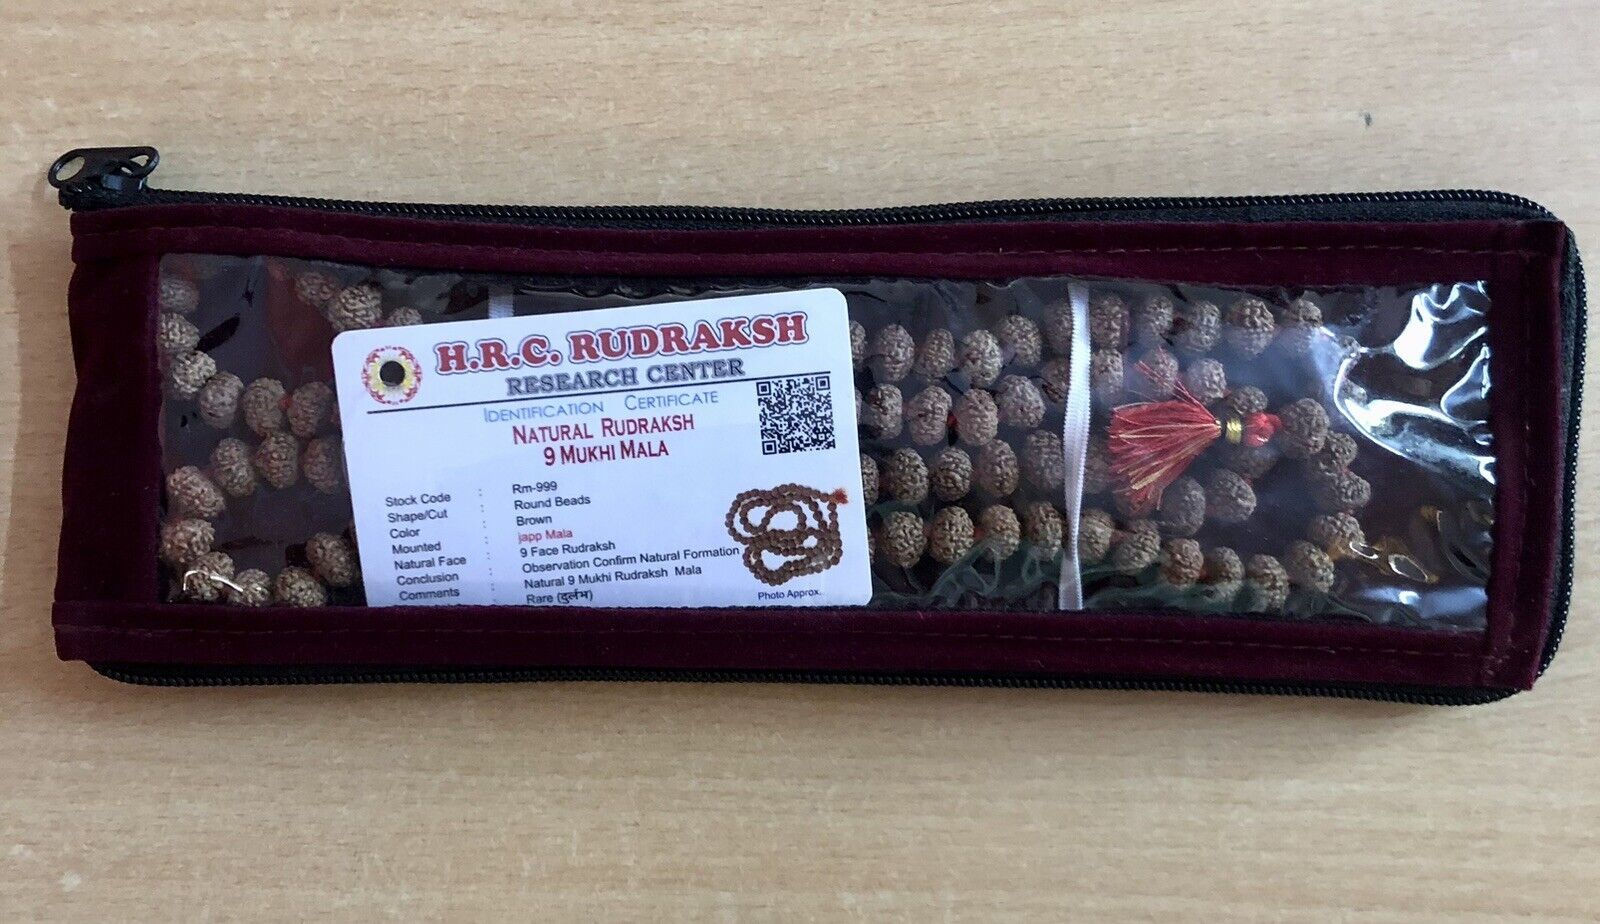 H.R.C. RUDRAKSH
RESEARCH CENTER
IDENTIFICATION CERTIFICATE
NATURAL RUDRAKSH
9 MUKHI MALA
Stock Code : Rm-999
Shape/Cut : Round Beads
Color : Brown
Mounted : japp Mala
Natural Face : 9 Face Rudraksh
Conclusion : Observation Confirm Natural Formation
Comments : Natural 9 Mukhi Rudraksh Mala
Rare (दुर्लभ)
Photo Approx.